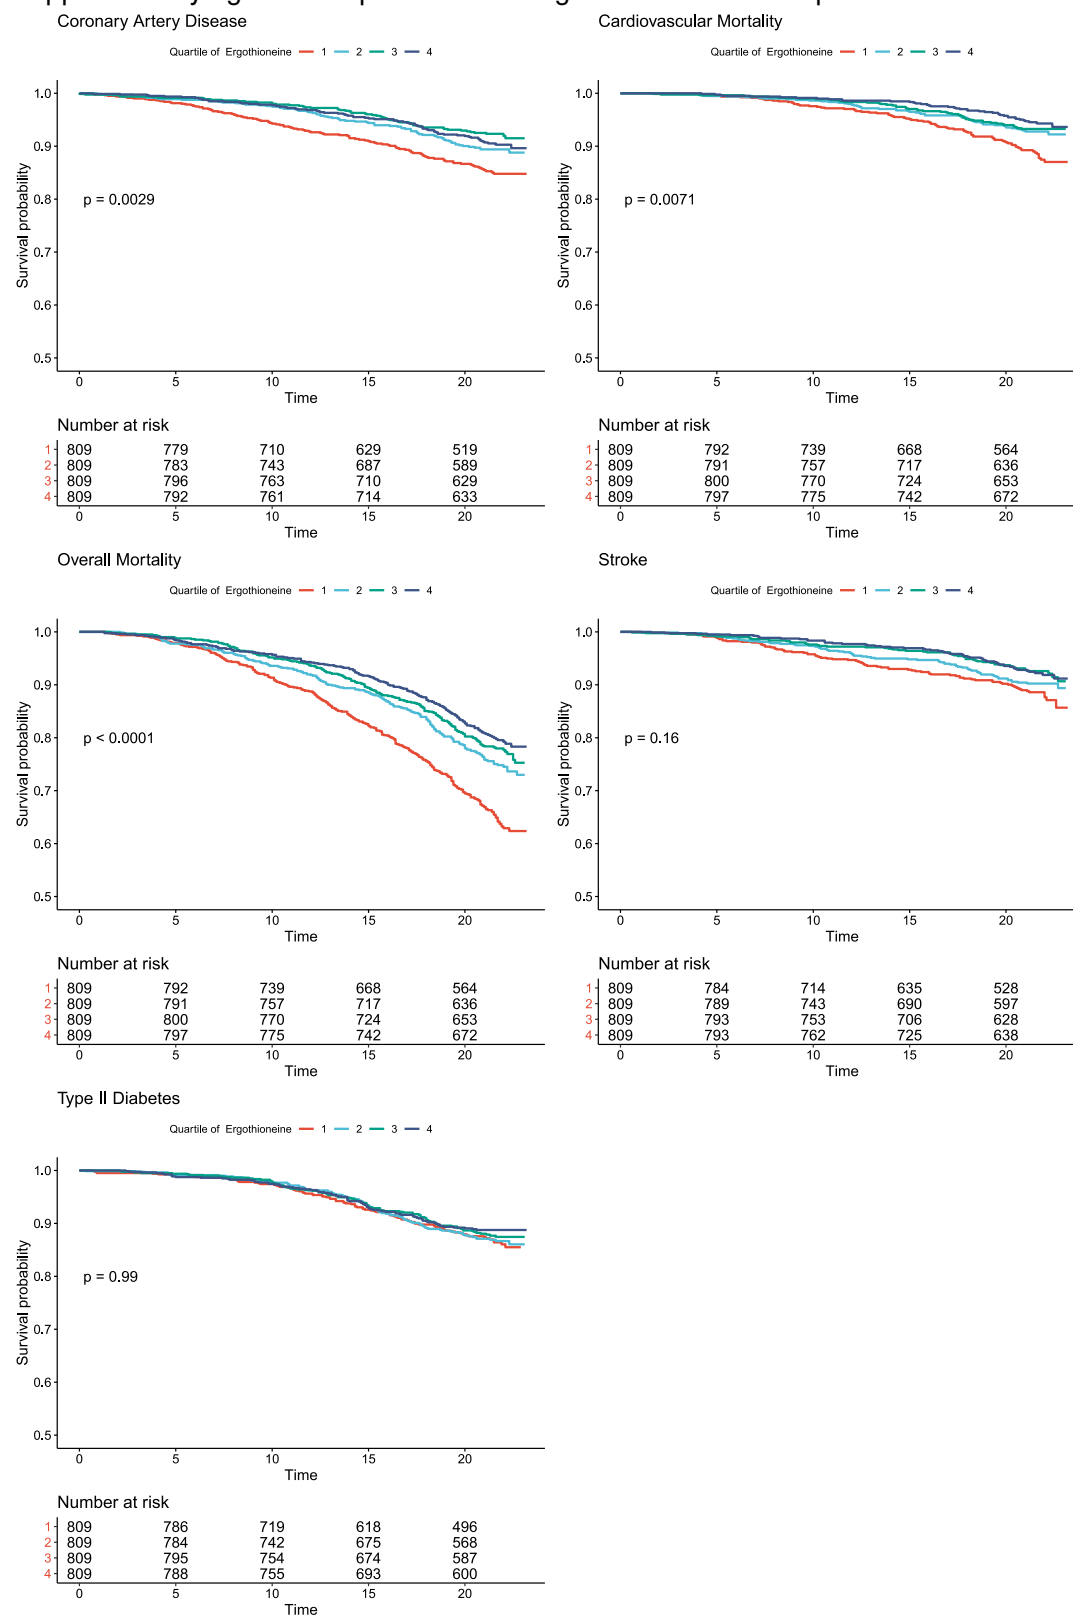 Coronary Artery Disease
Quartile of Ergothioneine 1 2 3 4
1.0
0.9
0.8
0.7
0.6
0.5
Survival probability
p = 0.0029
0 5 10 15 20
Time
Number at risk
1 809 779 710 629 519
2 809 783 743 687 589
3 809 796 763 710 629
4 809 792 761 714 633
0 5 10 15 20
Time
Cardiovascular Mortality
Quartile of Ergothioneine 1 2 3 4
1.0
0.9
0.8
0.7
0.6
0.5
Survival probability
p = 0.0071
0 5 10 15 20
Time
Number at risk
1 809 792 739 668 564
2 809 791 757 717 636
3 809 800 770 724 653
4 809 797 775 742 672
0 5 10 15 20
Time
Overall Mortality
Quartile of Ergothioneine 1 2 3 4
1.0
0.9
0.8
0.7
0.6
0.5
Survival probability
p < 0.0001
0 5 10 15 20
Time
Number at risk
1 809 792 739 668 564
2 809 791 757 717 636
3 809 800 770 724 653
4 809 797 775 742 672
0 5 10 15 20
Time
Stroke
Quartile of Ergothioneine 1 2 3 4
1.0
0.9
0.8
0.7
0.6
0.5
Survival probability
p = 0.16
0 5 10 15 20
Time
Number at risk
1 809 784 714 635 528
2 809 789 743 690 597
3 809 793 753 706 628
4 809 793 762 725 638
0 5 10 15 20
Time
Type II Diabetes
Quartile of Ergothioneine 1 2 3 4
1.0
0.9
0.8
0.7
0.6
0.5
Survival probability
p = 0.99
0 5 10 15 20
Time
Number at risk
1 809 786 719 618 496
2 809 784 742 675 568
3 809 795 754 674 587
4 809 788 755 693 600
0 5 10 15 20
Time